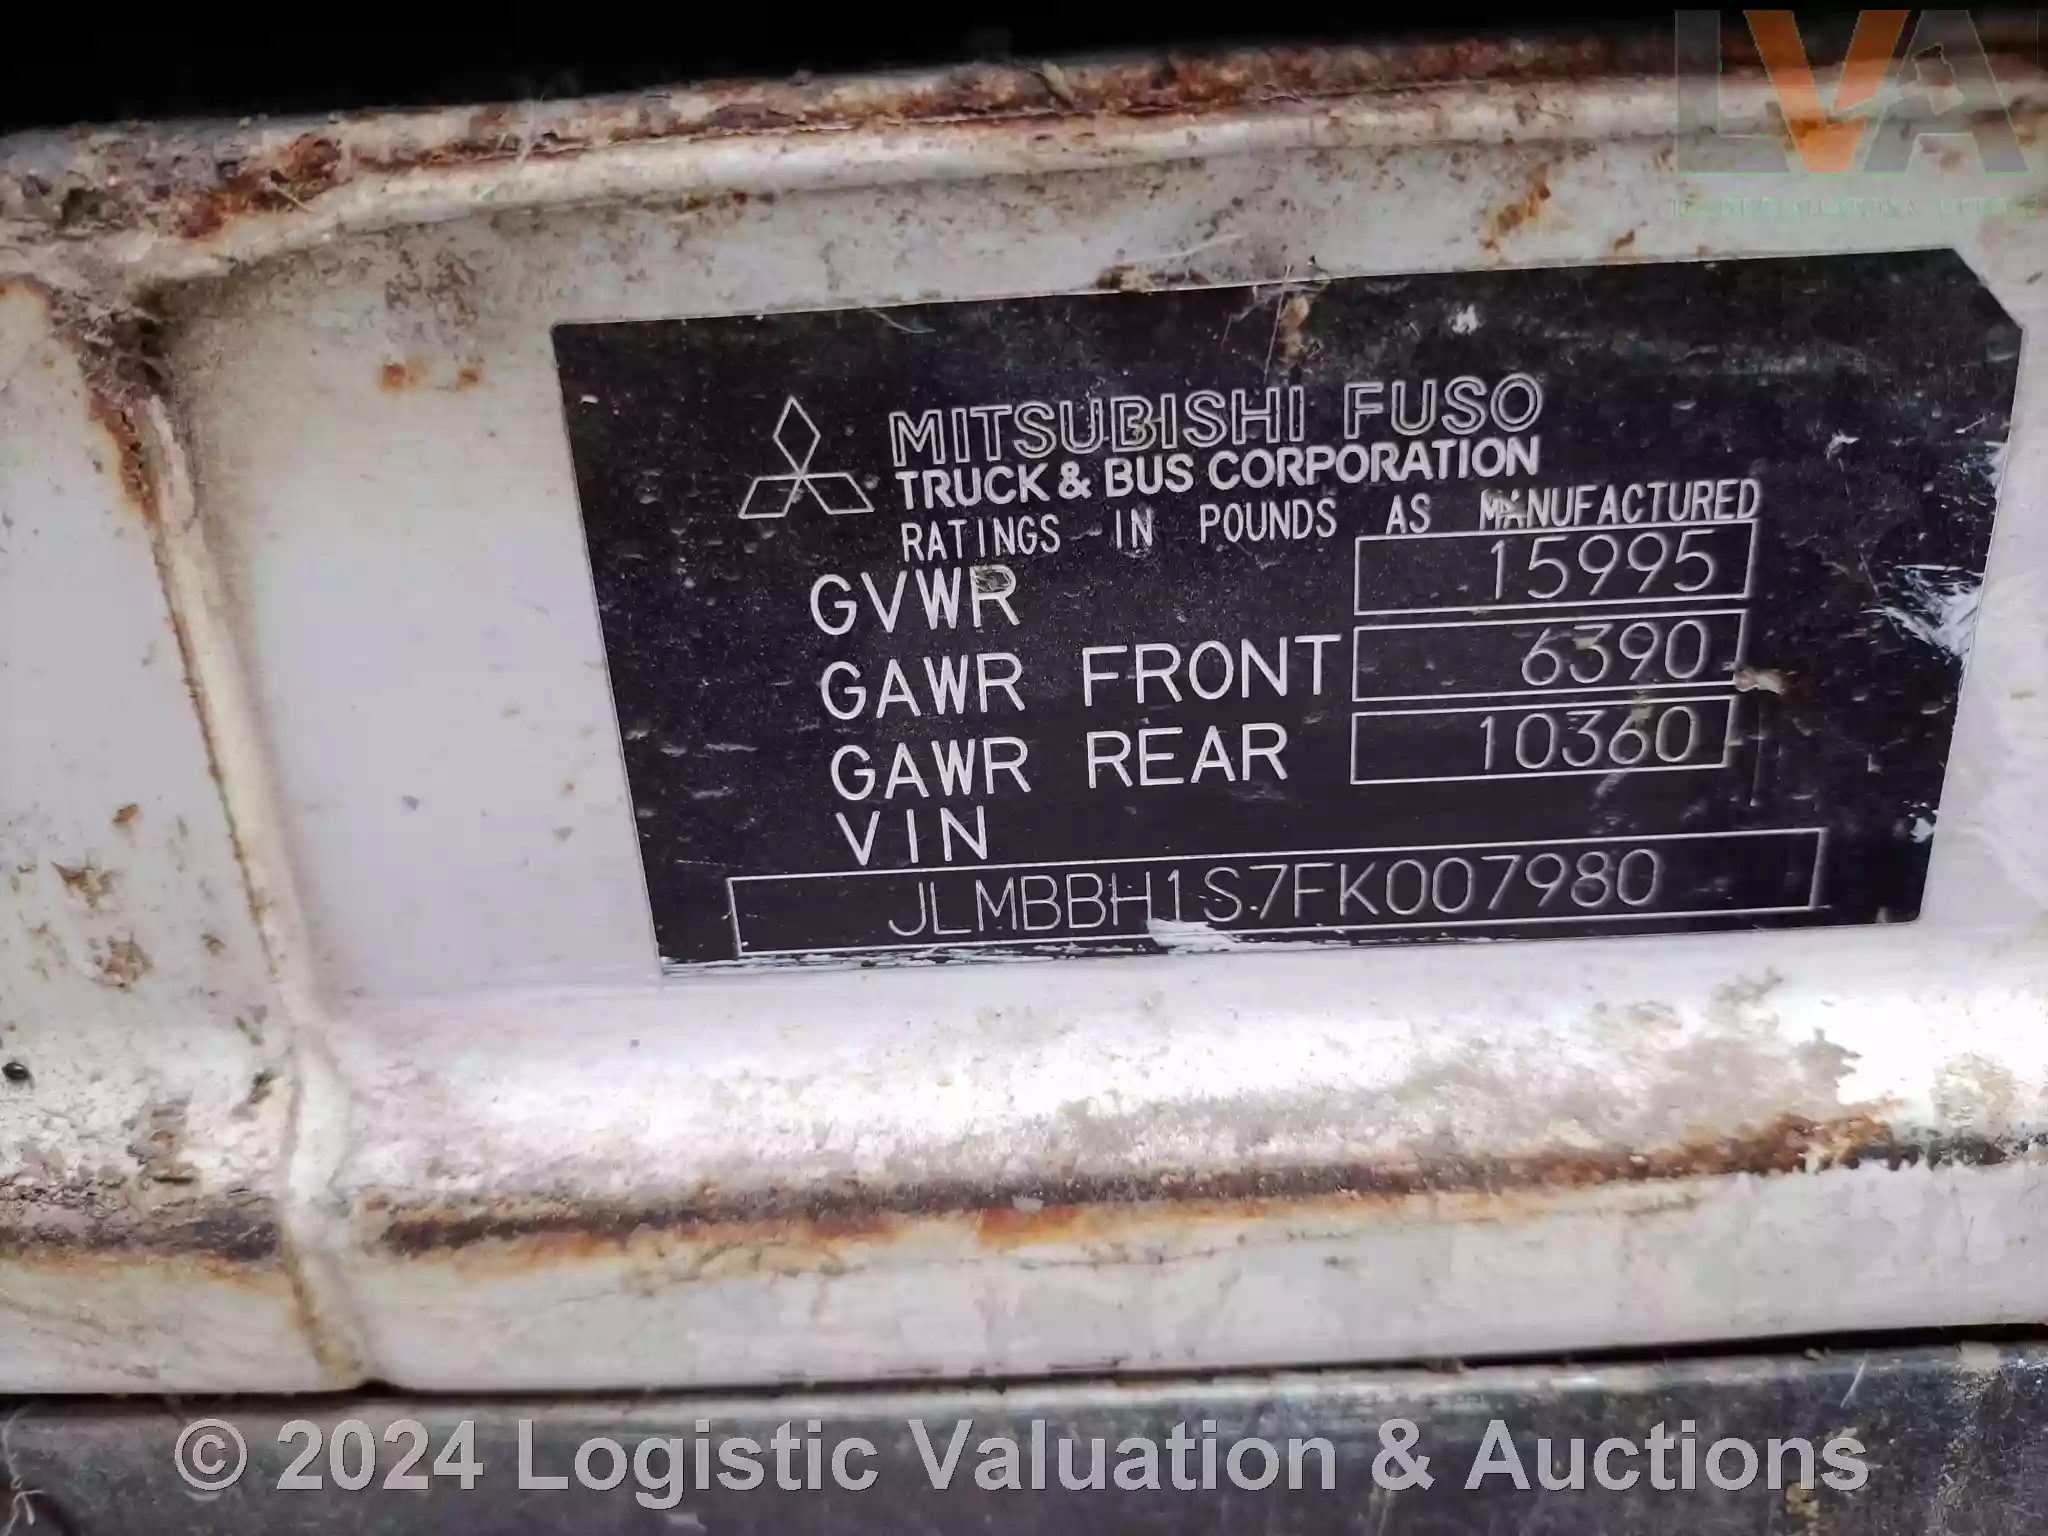 LVA
MITSUBISHI FUSO
TRUCK & BUS CORPORATION
RATINGS IN POUNDS AS MANUFACTURED
GVWR 15995
GAWR FRONT 6390
GAWR REAR 10360
VIN
JLMBBH1S7FK007980
© 2024 Logistic Valuation & Auctions